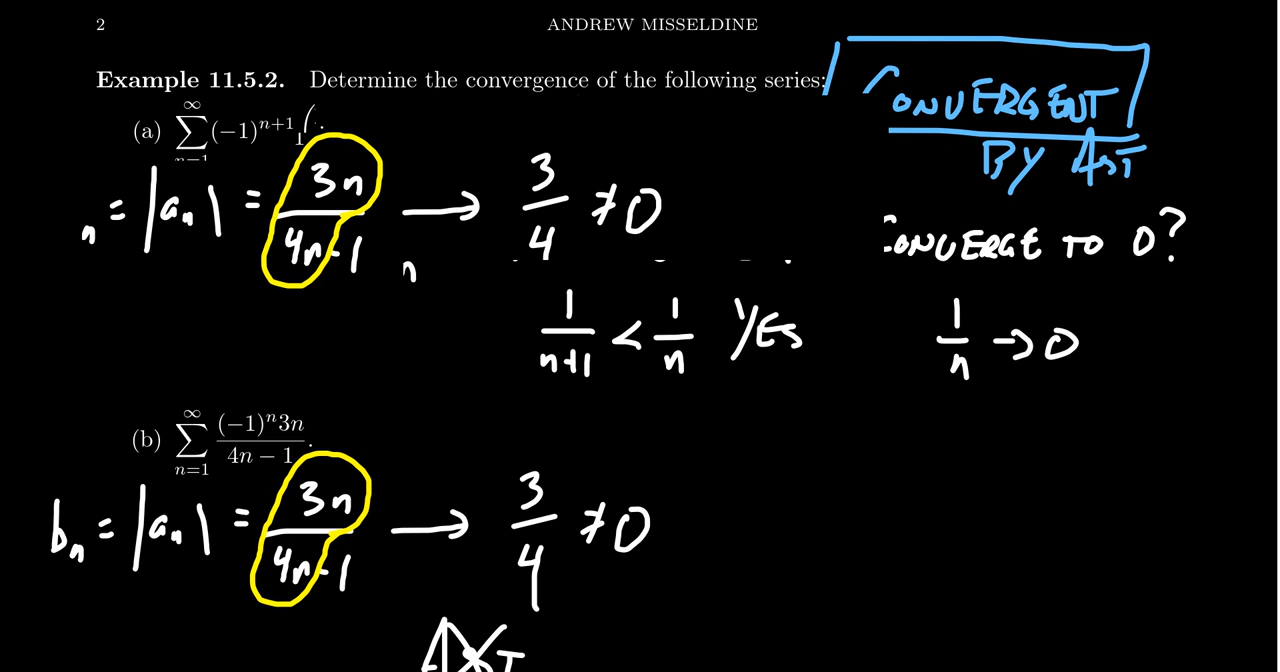 2 ANDREW MISSELDINE
Example 11.5.2. Determine the convergence of the following series:
CONVERGENT
BY AST
(a) ∑_{n=1}^{∞} (−1)^{n+1}
n = |a_n| = 3n/(4n-1) → 3/4 ≠ 0
CONVERGE TO 0?
n
1/(n+1) < 1/n YES
1/n → 0
(b) ∑_{n=1}^{∞} (−1)^n 3n/(4n − 1).
b_n = |a_n| = 3n/(4n-1) → 3/4 ≠ 0